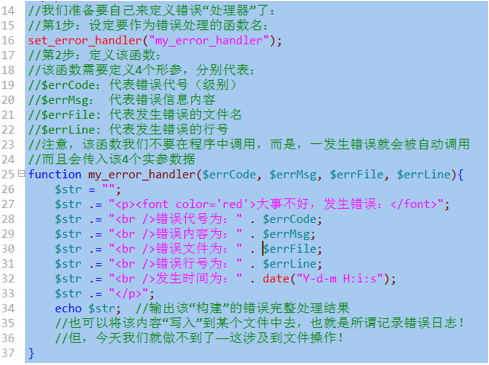 14 //我们准备要自己来定义错误“处理器”了：
15 //第1步：设定要作为错误处理的函数名：
16 set_error_handler("my_error_handler");
17 //第2步：定义该函数：
18 //该函数需要定义4个形参，分别代表：
19 //$errCode：代表错误代号（级别）
20 //$errMsg： 代表错误信息内容
21 //$errFile：代表发生错误的文件名
22 //$errLine：代表发生错误的行号
23 //注意，该函数我们不要在程序中调用，而是，一发生错误就会被自动调用
24 //而且会传入该4个实参数据
25 function my_error_handler($errCode, $errMsg, $errFile, $errLine){
26 $str = "";
27 $str .= "<p><font color='red'>大事不好，发生错误：</font>";
28 $str .= "<br />错误代号为：" . $errCode;
29 $str .= "<br />错误内容为：" . $errMsg;
30 $str .= "<br />错误文件为：" . $errFile;
31 $str .= "<br />错误行号为：" . $errLine;
32 $str .= "<br />发生时间为：" . date("Y-d-m H:i:s");
33 $str .= "</p>";
34 echo $str; //输出该“构建”的错误完整处理结果
35 //也可以将该内容“写入”到某个文件中去，也就是所谓记录错误日志！
36 //但，今天我们就做不到了——这涉及到文件操作！
37 }